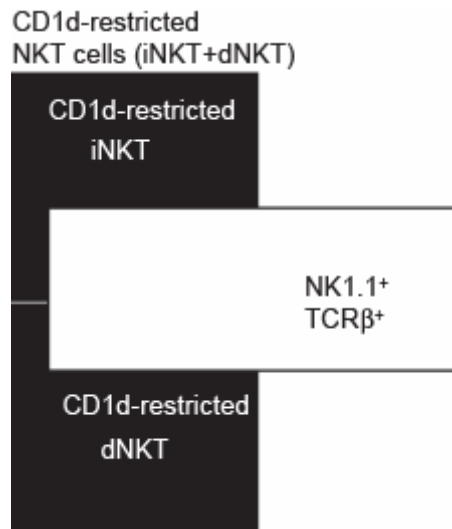 CD1d-restricted
NKT cells (iNKT+dNKT)
CD1d-restricted
iNKT
NK1.1⁺
TCRβ⁺
CD1d-restricted
dNKT